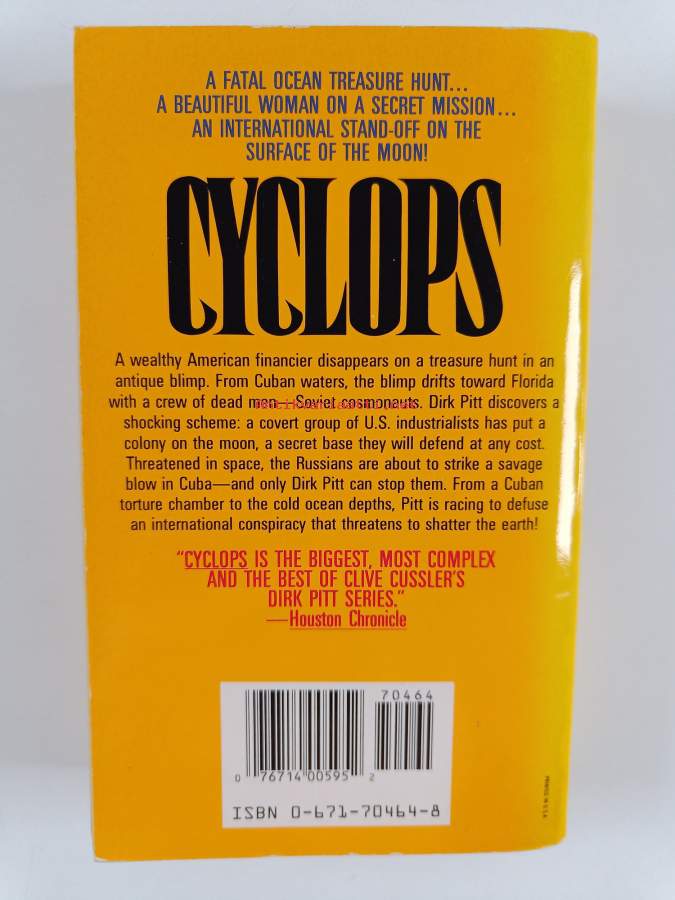 A FATAL OCEAN TREASURE HUNT...
A BEAUTIFUL WOMAN ON A SECRET MISSION...
AN INTERNATIONAL STAND-OFF ON THE
SURFACE OF THE MOON!
CYCLOPS
A wealthy American financier disappears on a treasure hunt in an
antique blimp. From Cuban waters, the blimp drifts toward Florida
with a crew of dead men—Soviet cosmonauts. Dirk Pitt discovers a
shocking scheme: a covert group of U.S. industrialists has put a
colony on the moon, a secret base they will defend at any cost.
Threatened in space, the Russians are about to strike a savage
blow in Cuba—and only Dirk Pitt can stop them. From a Cuban
torture chamber to the cold ocean depths, Pitt is racing to defuse
an international conspiracy that threatens to shatter the earth!
"CYCLOPS IS THE BIGGEST, MOST COMPLEX
AND THE BEST OF CLIVE CUSSLER'S
DIRK PITT SERIES."
—Houston Chronicle
70464
0 76714 00595 2
ISBN 0-671-70464-8
PRINTED IN U.S.A.